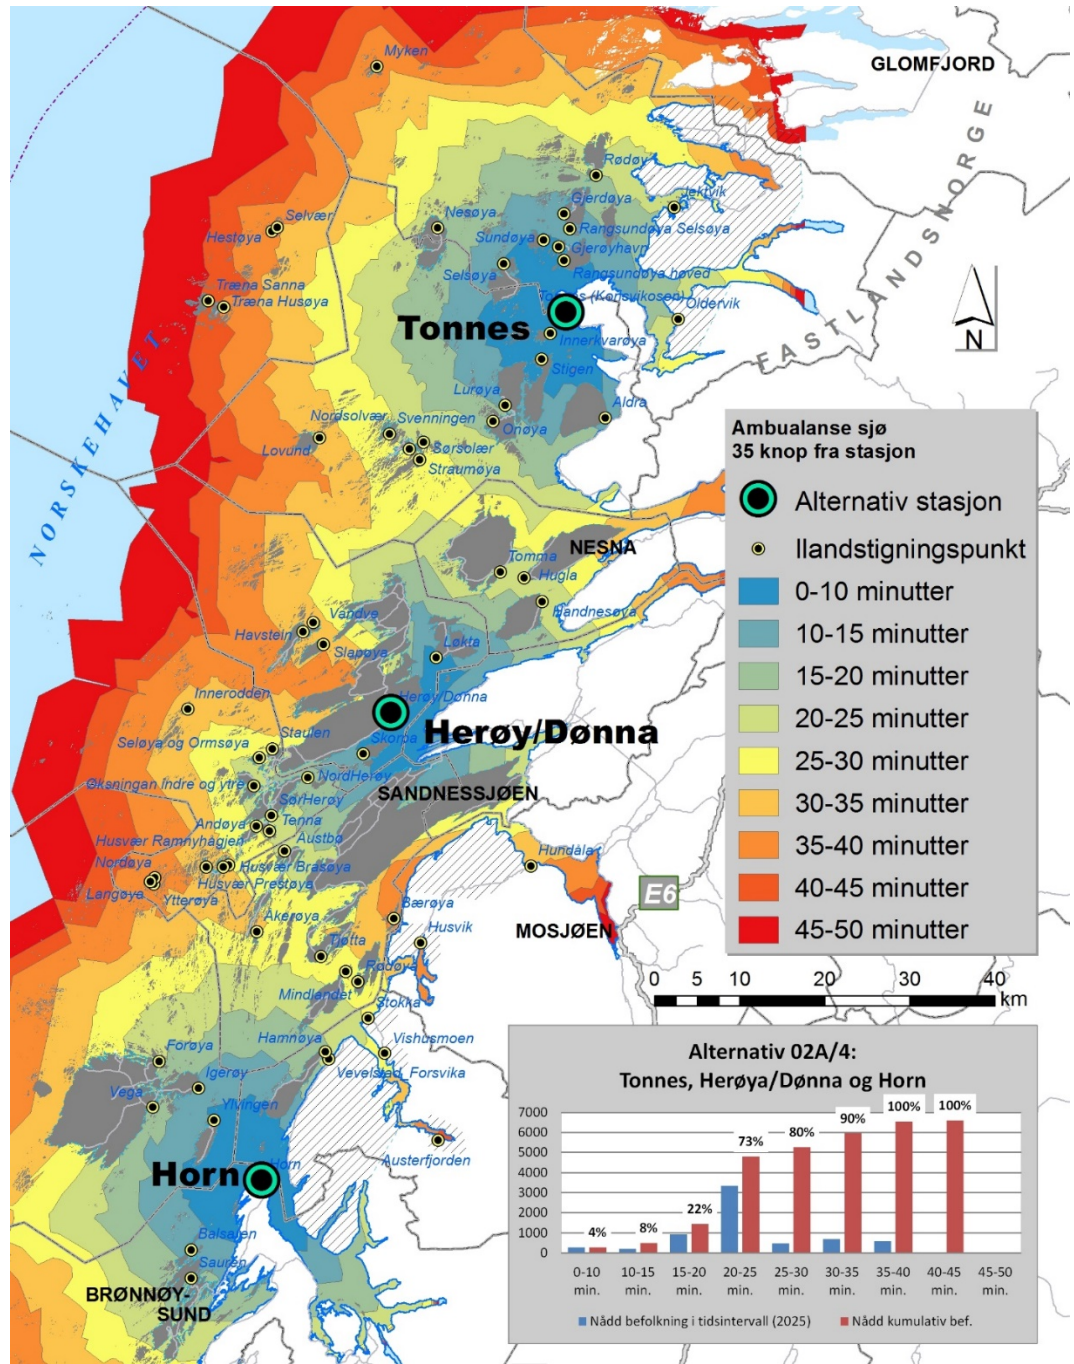 Myken
GLOMFJORD
Rødøy
Gjerdøya
Jektvik
Nesøya
Rangsundøya Selsøya
Selvær
Hestøya
Sundøya
Gjerøyhavn
Selsøya
Rangsundøya hoved
Træna Sanna
Træna Husøya
Oldervik
Tonnes
Innerkvarøya
Stigen
FASTLANDSNORGE
N
NORSKEHAVET
Lurøya
Aldra
Onøya
Nordsolvær
Svenningen
Lovund
Sørsolær
Straumøya
Ambualanse sjø
35 knop fra stasjon
Alternativ stasjon
Ilandstigningspunkt
0-10 minutter
10-15 minutter
15-20 minutter
20-25 minutter
25-30 minutter
30-35 minutter
35-40 minutter
40-45 minutter
45-50 minutter
NESNA
Tomma
Hugla
Handnesøya
Vandve
Havstein
Slapøya
Løkta
Innerodden
Herøy/Dønna
Herøy/Dønna
Skorpa
Seløya og Ormsøya
Staulen
Øksningan indre og ytre
NordHerøy
SANDNESSJØEN
SørHerøy
Andøya
Tenna
Husvær Ramnyhagjen
Austbø
Nordøya
Husvær Brasøya
Husvær Prestøya
Langøya
Ytterøya
Hundåla
E6
Åkerøya
Bærøya
Husvik
MOSJØEN
Tjøtta
Rødøya
Mindlandet
Stokka
0 10 20 30 40
km
Hamnøya
Vishusmoen
Forøya
Vevelstad
Forsvika
Igerøy
Vega
Ylvingen
Austerfjorden
Horn
Horn
Balsøen
Sauren
BRØNNØY-
SUND
Alternativ 02A/4:
Tonnes, Herøya/Dønna og Horn
7000
6000
5000
4000
3000
2000
1000
0
4%
8%
22%
73%
80%
90%
100%
100%
0-10 10-15 15-20 20-25 25-30 30-35 35-40 40-45 45-50
min. min. min. min. min. min. min. min. min.
Nådd befolkning i tidsintervall (2025) Nådd kumulativ bef.